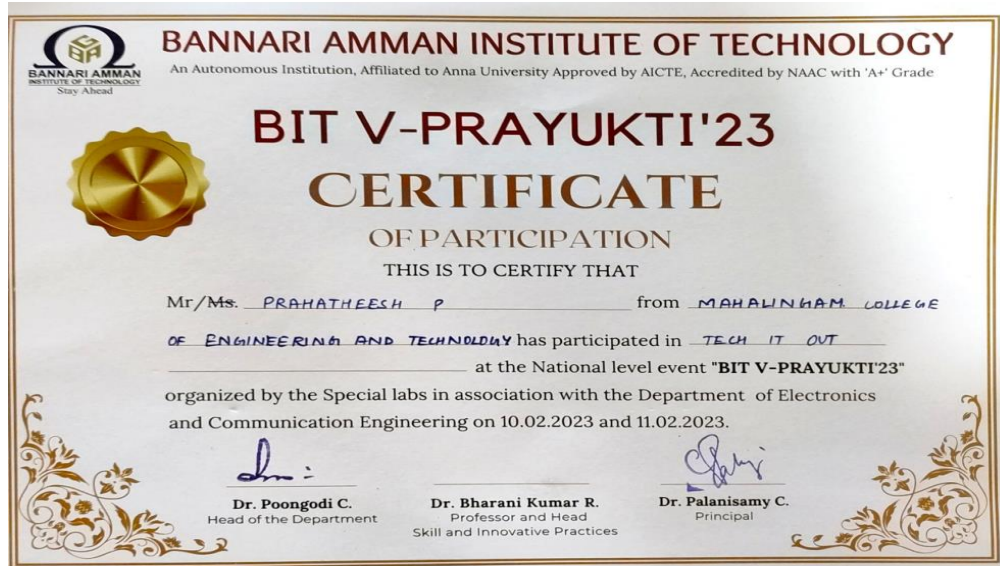 BANNARI AMMAN
INSTITUTE OF TECHNOLOGY
Stay Ahead
BANNARI AMMAN INSTITUTE OF TECHNOLOGY
An Autonomous Institution, Affiliated to Anna University Approved by AICTE, Accredited by NAAC with 'A+' Grade
BIT V-PRAYUKTI'23
CERTIFICATE
OF PARTICIPATION
THIS IS TO CERTIFY THAT
Mr/Ms. PRAHATHEESH P from MAHALINGAM COLLEGE
OF ENGINEERING AND TECHNOLOGY has participated in TECH IT OUT
at the National level event "BIT V-PRAYUKTI'23"
organized by the Special labs in association with the Department of Electronics
and Communication Engineering on 10.02.2023 and 11.02.2023.
Dr. Poongodi C.
Head of the Department
Dr. Bharani Kumar R.
Professor and Head
Skill and Innovative Practices
Dr. Palanisamy C.
Principal